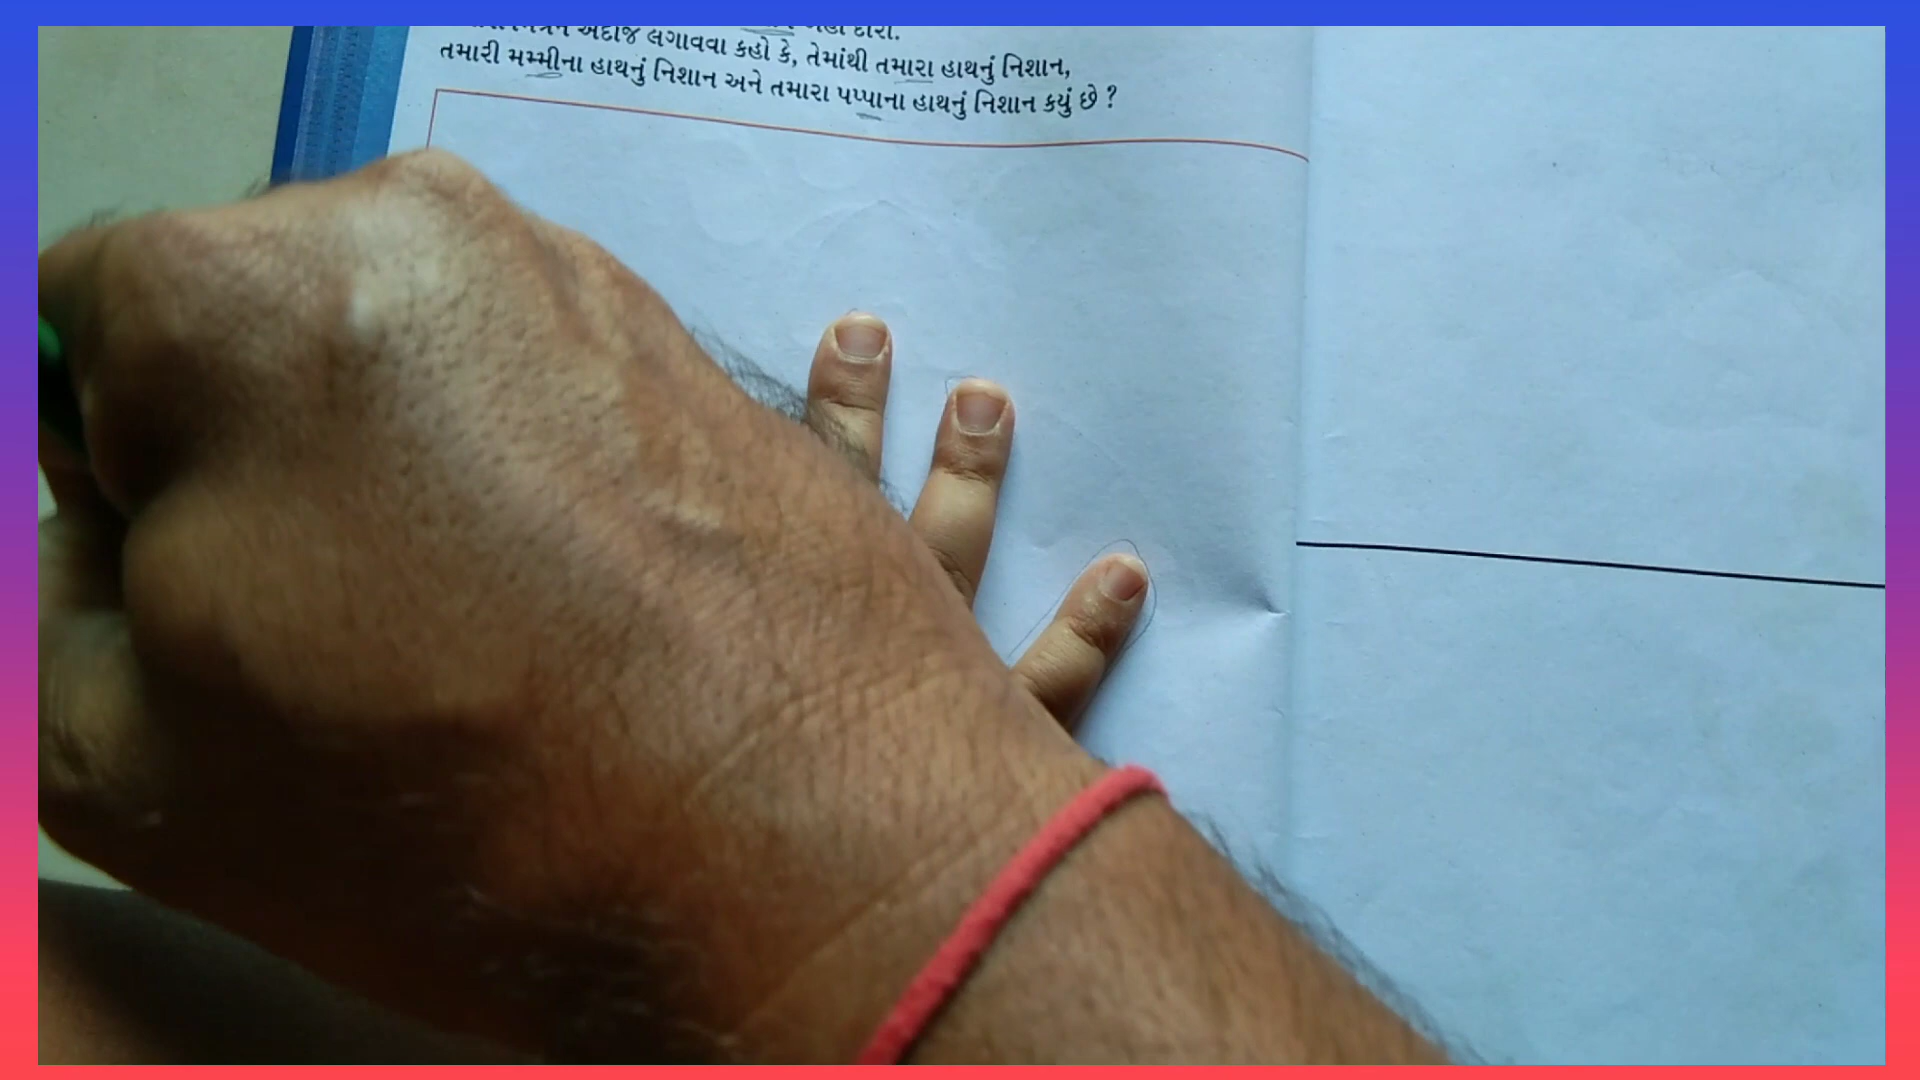 અંદાજ લગાવવા કહો કે, તેમાંથી તમારા હાથનું નિશાન,
તમારી મમ્મીના હાથનું નિશાન અને તમારા પપ્પાના હાથનું નિશાન કયું છે ?